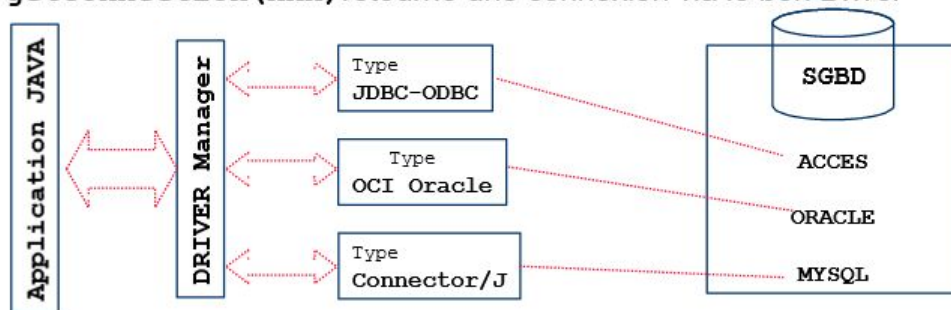 Application JAVA
DRIVER Manager
Type
JDBC-ODBC
Type
OCI Oracle
Type
Connector/J
SGBD
ACCES
ORACLE
MYSQL